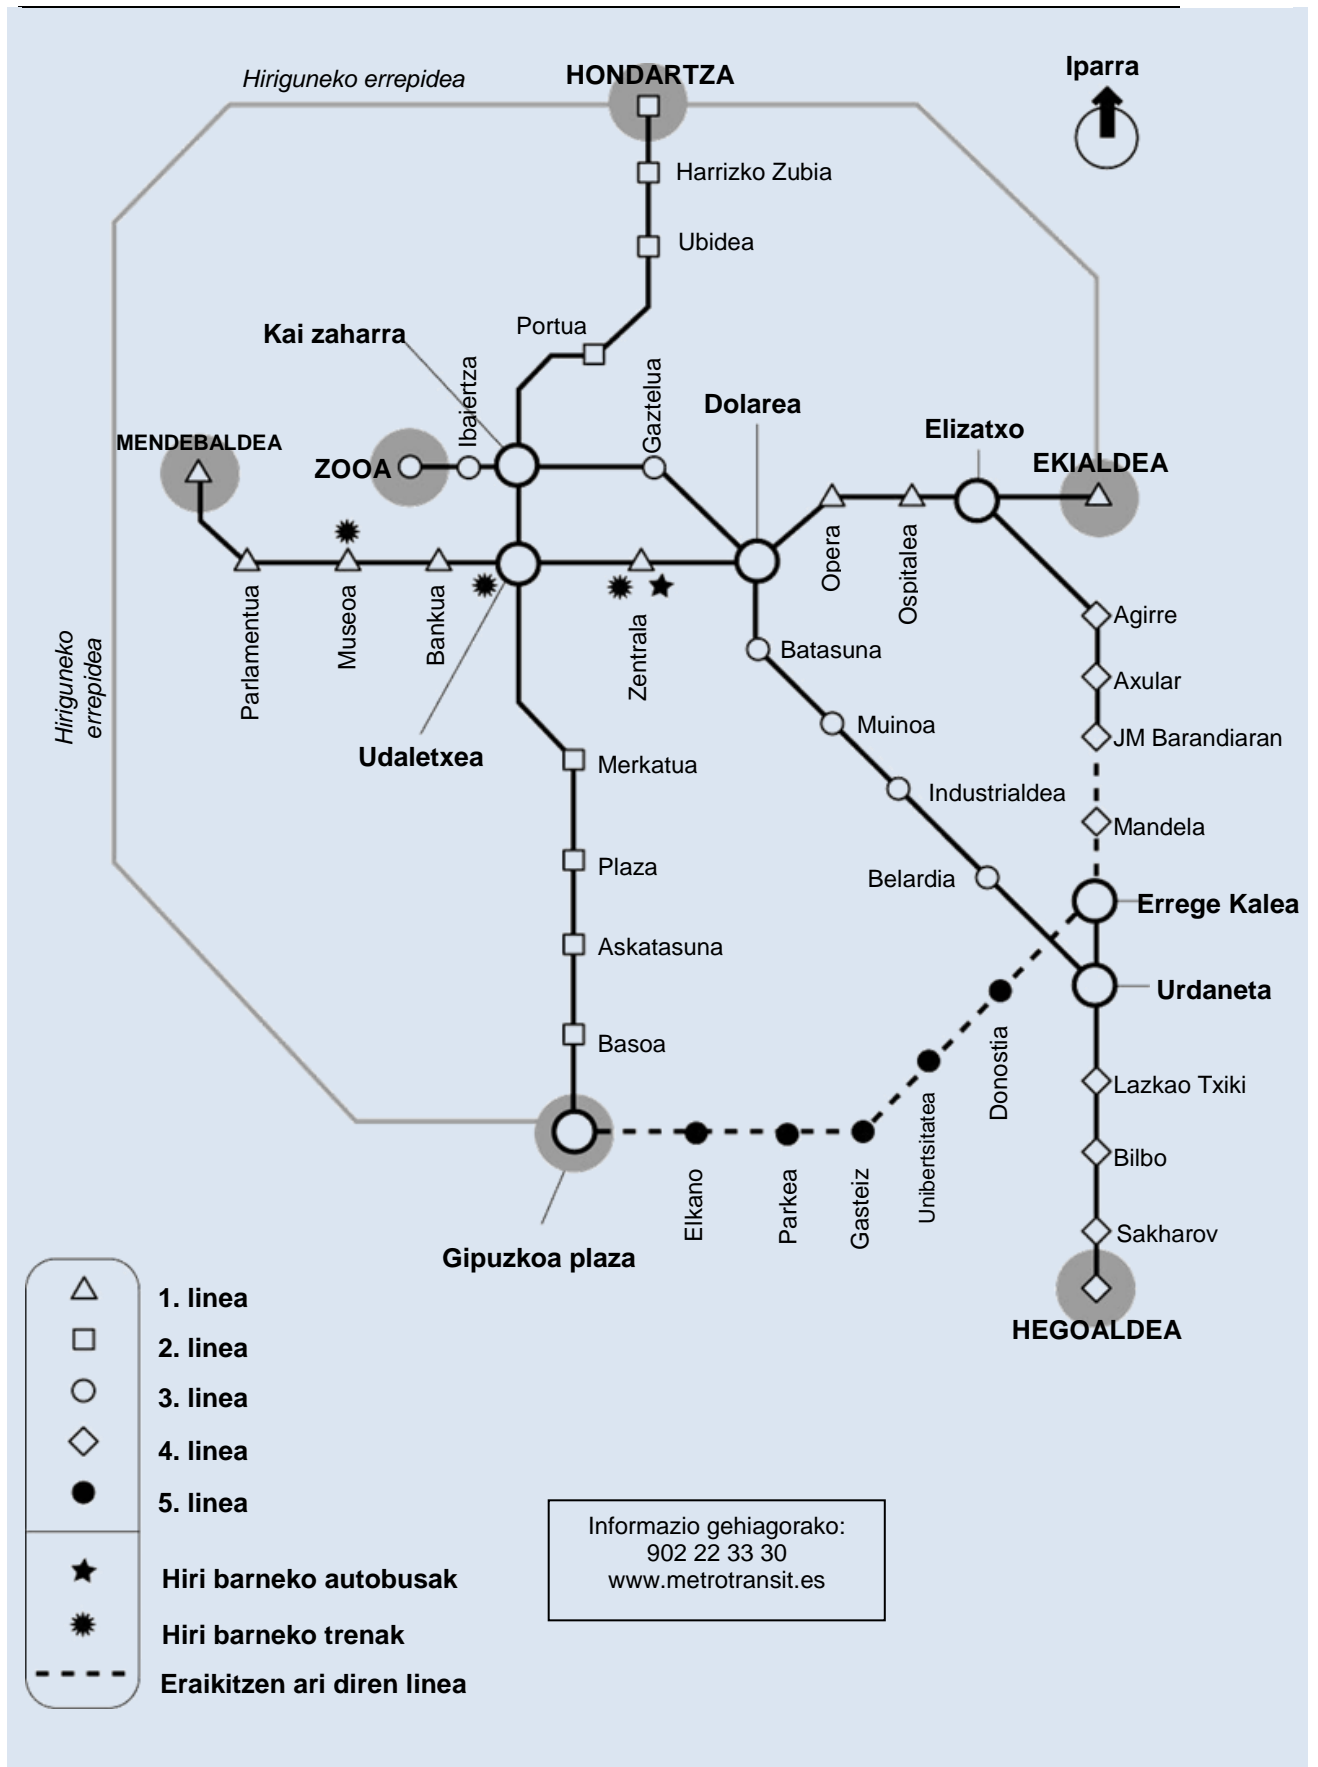 HONDARTZA
Iparra
Hiriguneko errepidea
Harrizko Zubia
Ubidea
Portua
Kai zaharra
Ibaiertza
Gaztelua
Dolarea
Elizatxo
MENDEBALDEA
ZOOA
EKIALDEA
Opera
Ospitalea
Parlamentua
Museoa
Bankua
Zentrala
Agirre
Batasuna
Axular
Hiriguneko
errepidea
Muinoa
JM Barandiaran
Udaletxea
Merkatua
Industrialdea
Mandela
Plaza
Belardia
Errege Kalea
Askatasuna
Urdaneta
Basoa
Donostia
Lazkao Txiki
Unibertsitatea
Bilbo
Elkano
Parkea
Gasteiz
Sakharov
Gipuzkoa plaza
HEGOALDEA
1. linea
2. linea
3. linea
4. linea
5. linea
Informazio gehiagorako:
902 22 33 30
www.metrotransit.es
Hiri barneko autobusak
Hiri barneko trenak
Eraikitzen ari diren linea